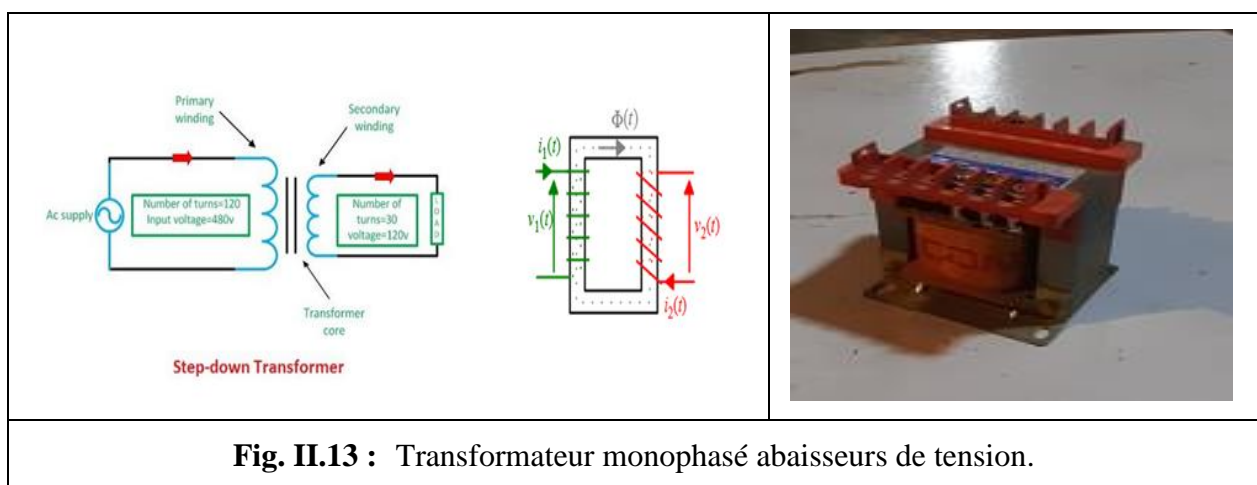 Primary
winding
Secondary
winding
Ac supply
Number of turns=120
Input voltage=480v
Number of
turns=30
voltage=120v
LOAD
Transformer
core
Step-down Transformer
Φ(t)
i₁(t)
v₁(t)
v₂(t)
i₂(t)
Fig. II.13 : Transformateur monophasé abaisseurs de tension.